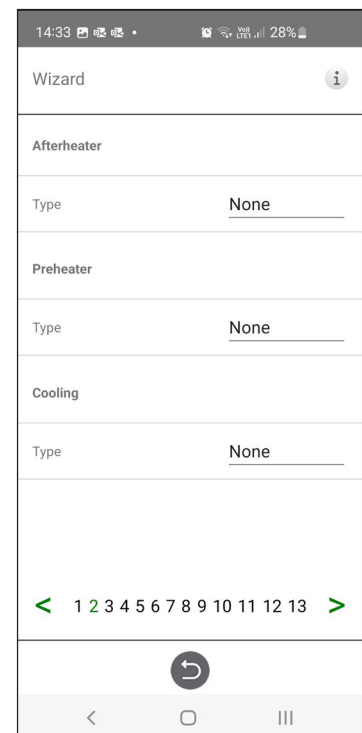 14:33 28%
Wizard i
Afterheater
Type None
Preheater
Type None
Cooling
Type None
< 1 2 3 4 5 6 7 8 9 10 11 12 13 >